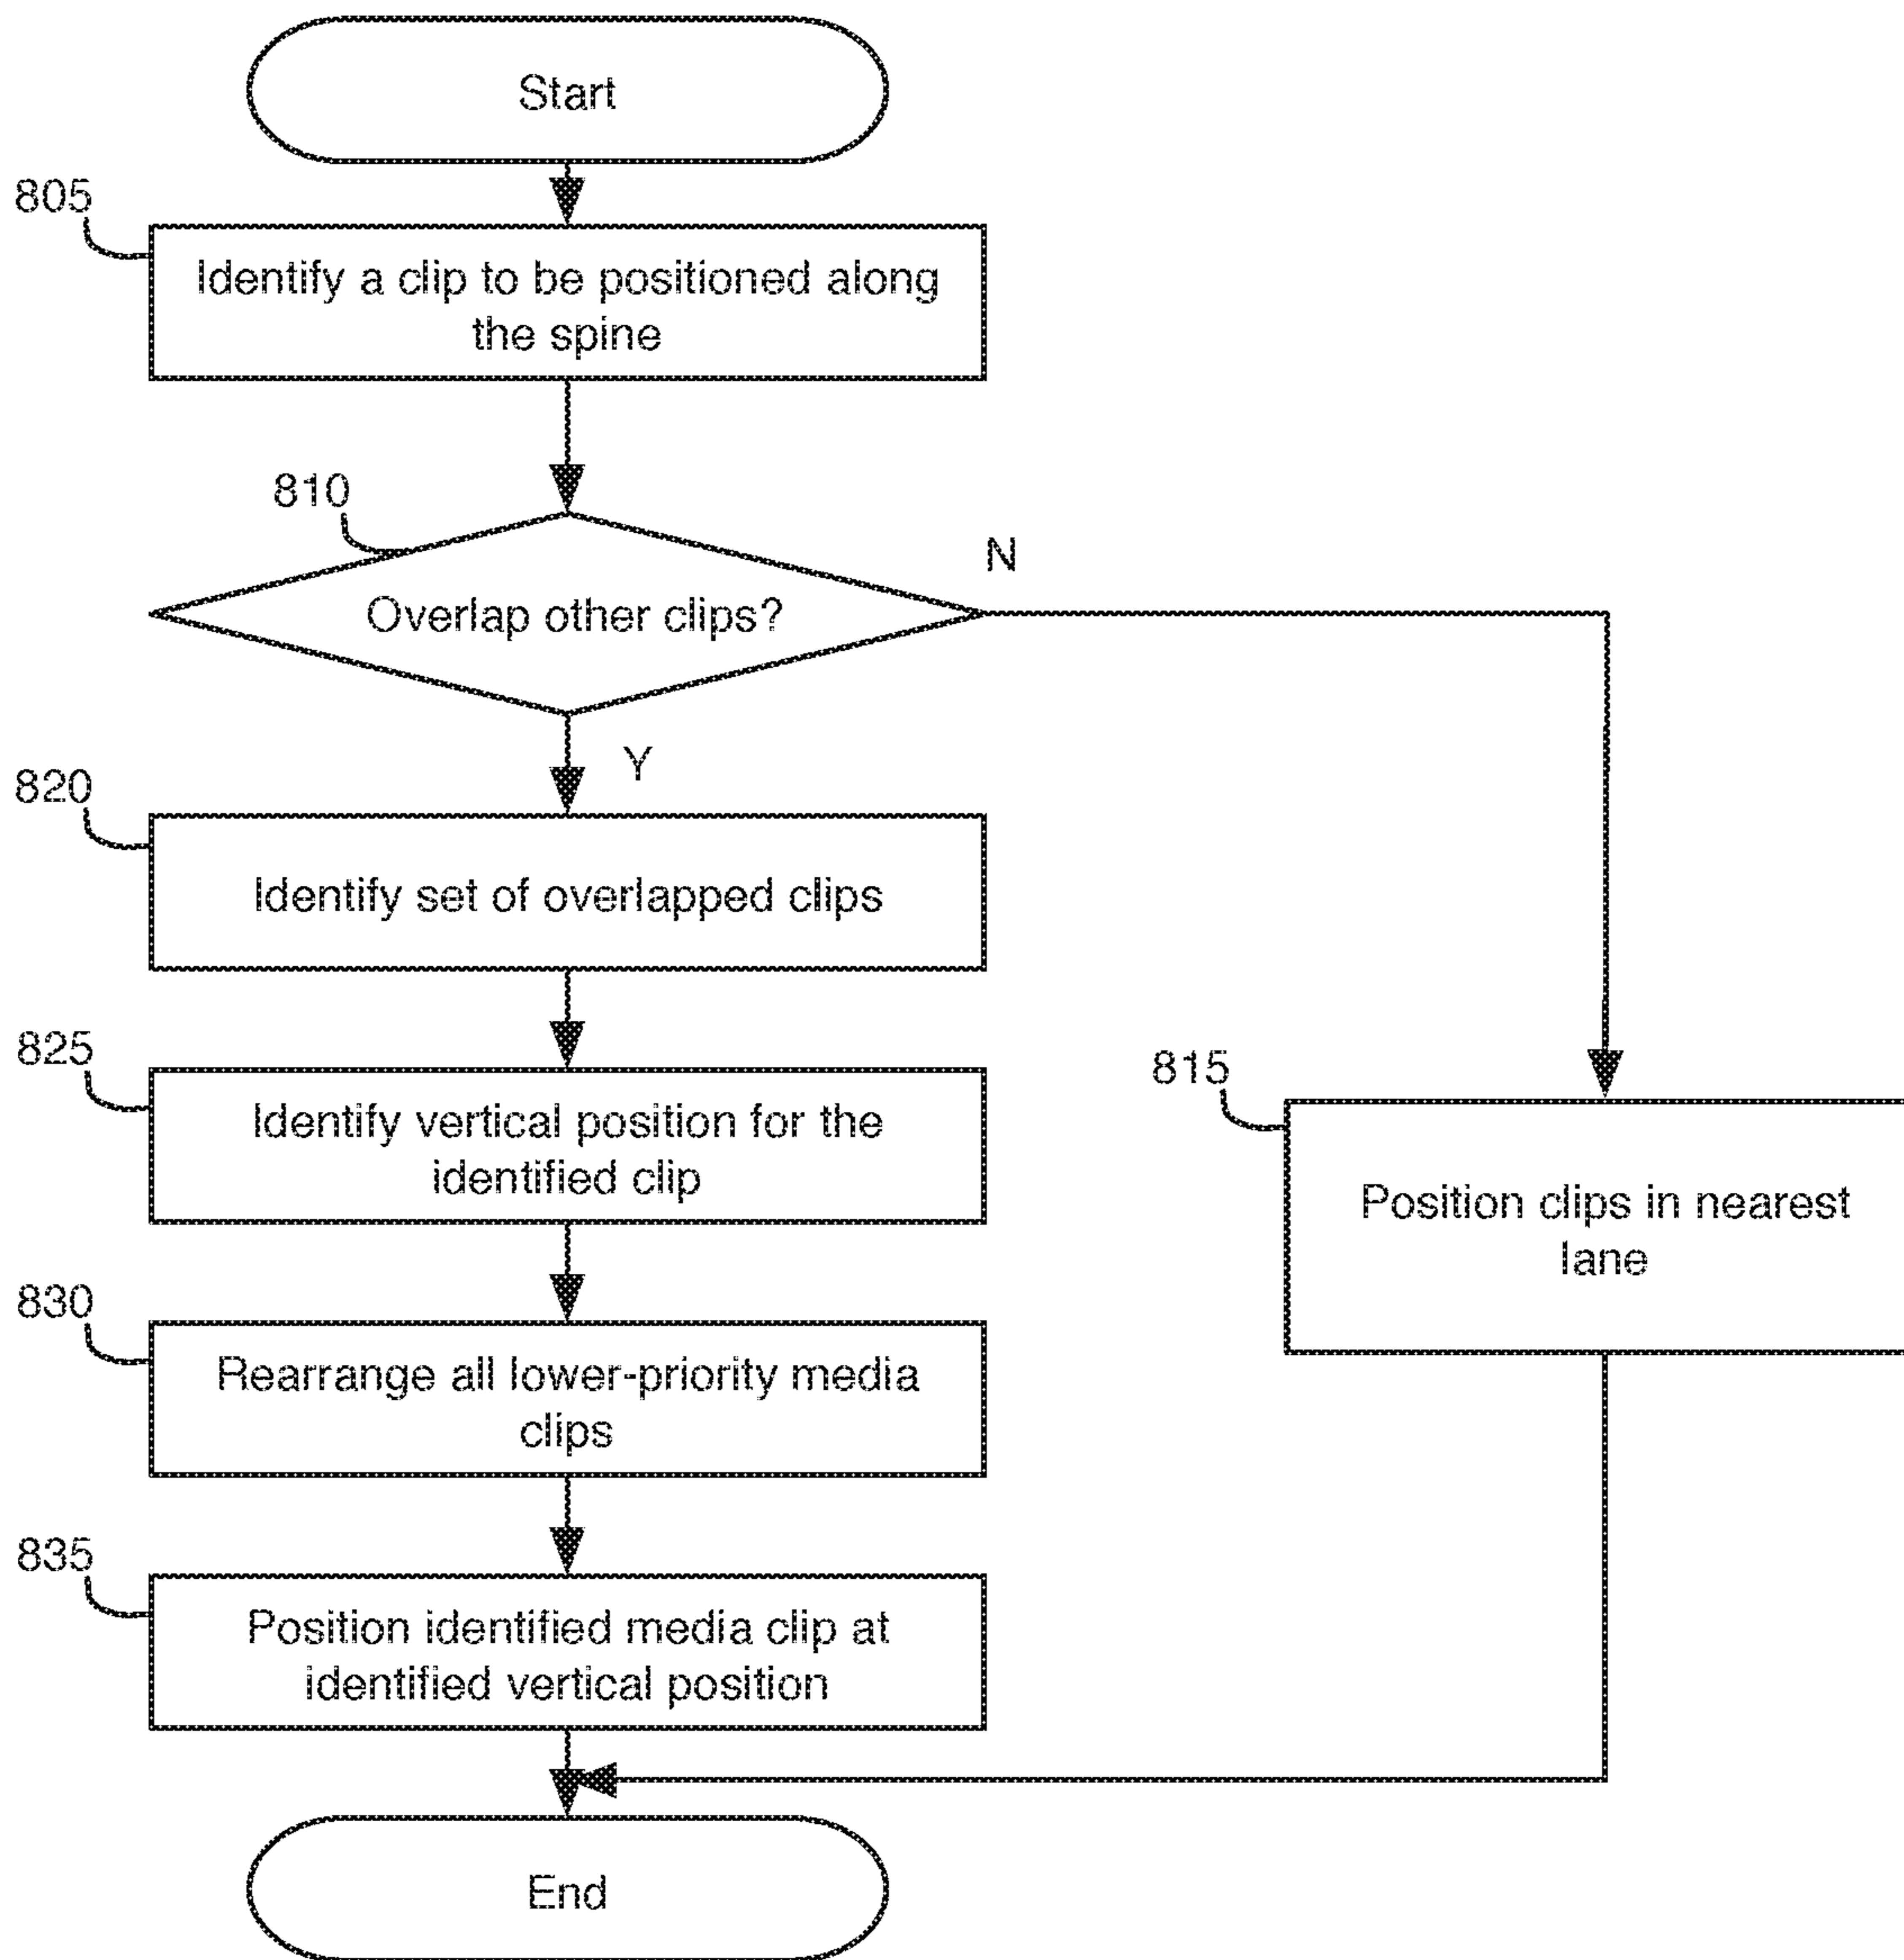 Start
805
Identify a clip to be positioned along
the spine
810
Overlap other clips?
N
Y
820
Identify set of overlapped clips
825
Identify vertical position for the
identified clip
815
Position clips in nearest
lane
830
Rearrange all lower-priority media
clips
835
Position identified media clip at
identified vertical position
End